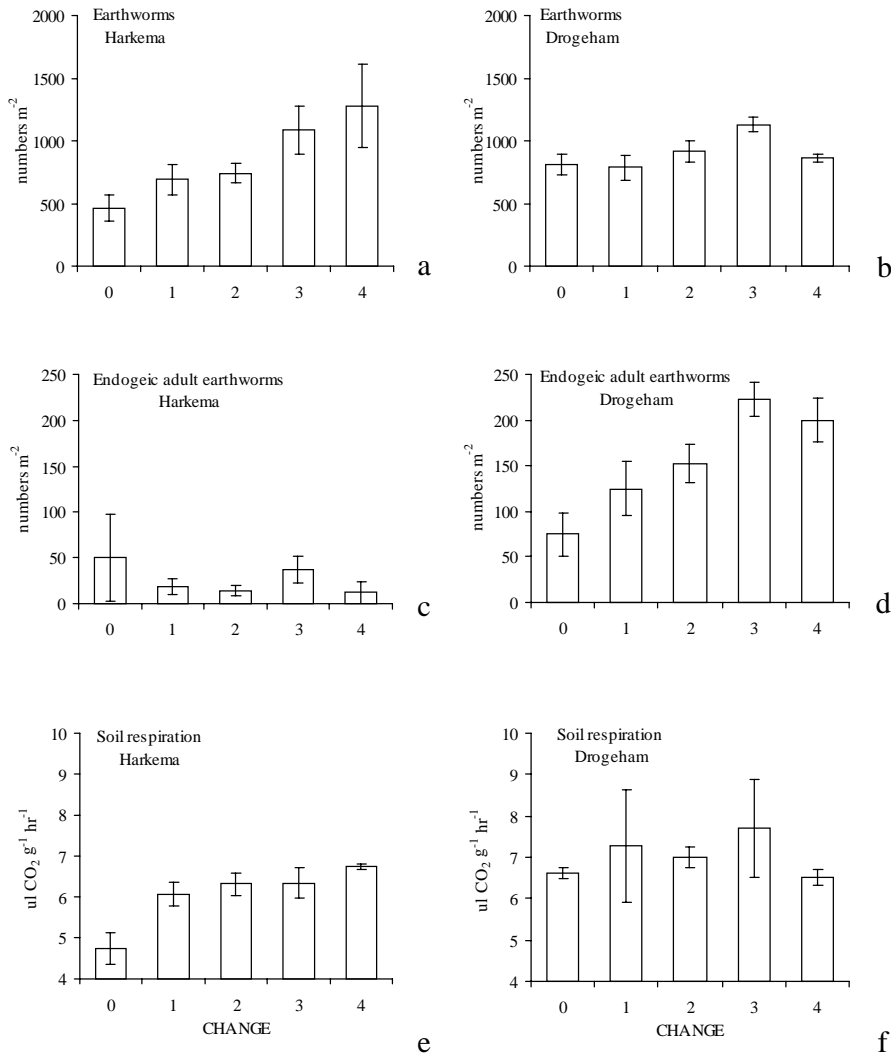 Earthworms
Harkema
2000
1500
1000
500
0
numbers m⁻²
0 1 2 3 4
a
Earthworms
Drogeham
2000
1500
1000
500
0
numbers m⁻²
0 1 2 3 4
b
Endogeic adult earthworms
Harkema
250
200
150
100
50
0
numbers m⁻²
0 1 2 3 4
c
Endogeic adult earthworms
Drogeham
250
200
150
100
50
0
numbers m⁻²
0 1 2 3 4
d
Soil respiration
Harkema
10
9
8
7
6
5
4
ul CO₂ g⁻¹ hr⁻¹
0 1 2 3 4
CHANGE
e
Soil respiration
Drogeham
10
9
8
7
6
5
4
ul CO₂ g⁻¹ hr⁻¹
0 1 2 3 4
CHANGE
f